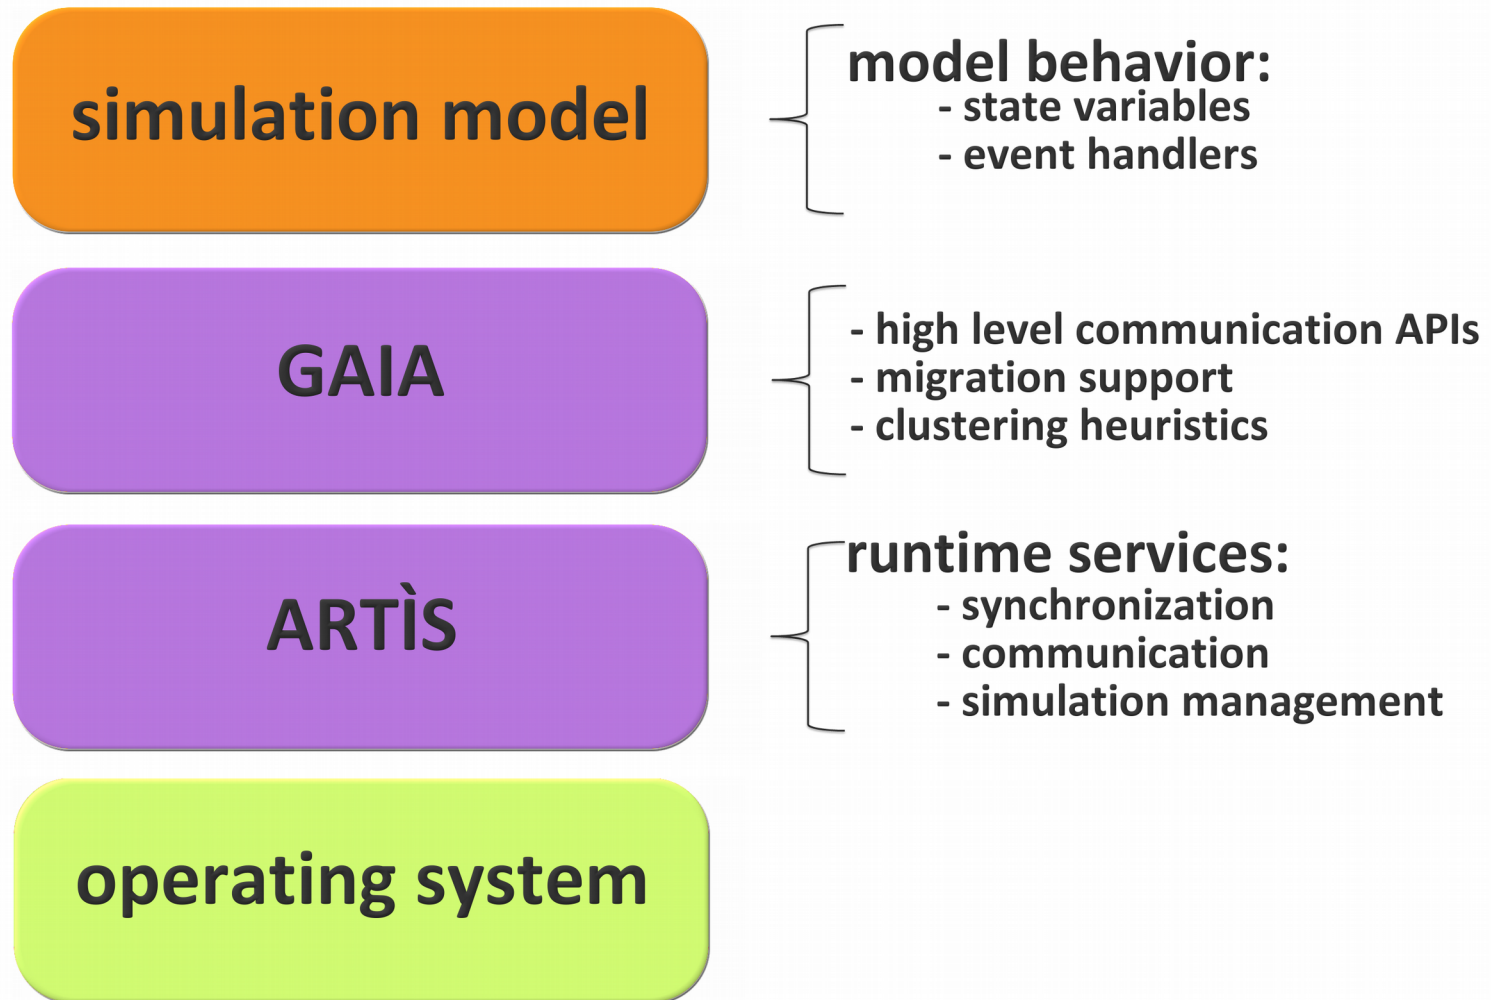 simulation model
model behavior:
- state variables
- event handlers
GAIA
- high level communication APIs
- migration support
- clustering heuristics
ARTÌS
runtime services:
- synchronization
- communication
- simulation management
operating system